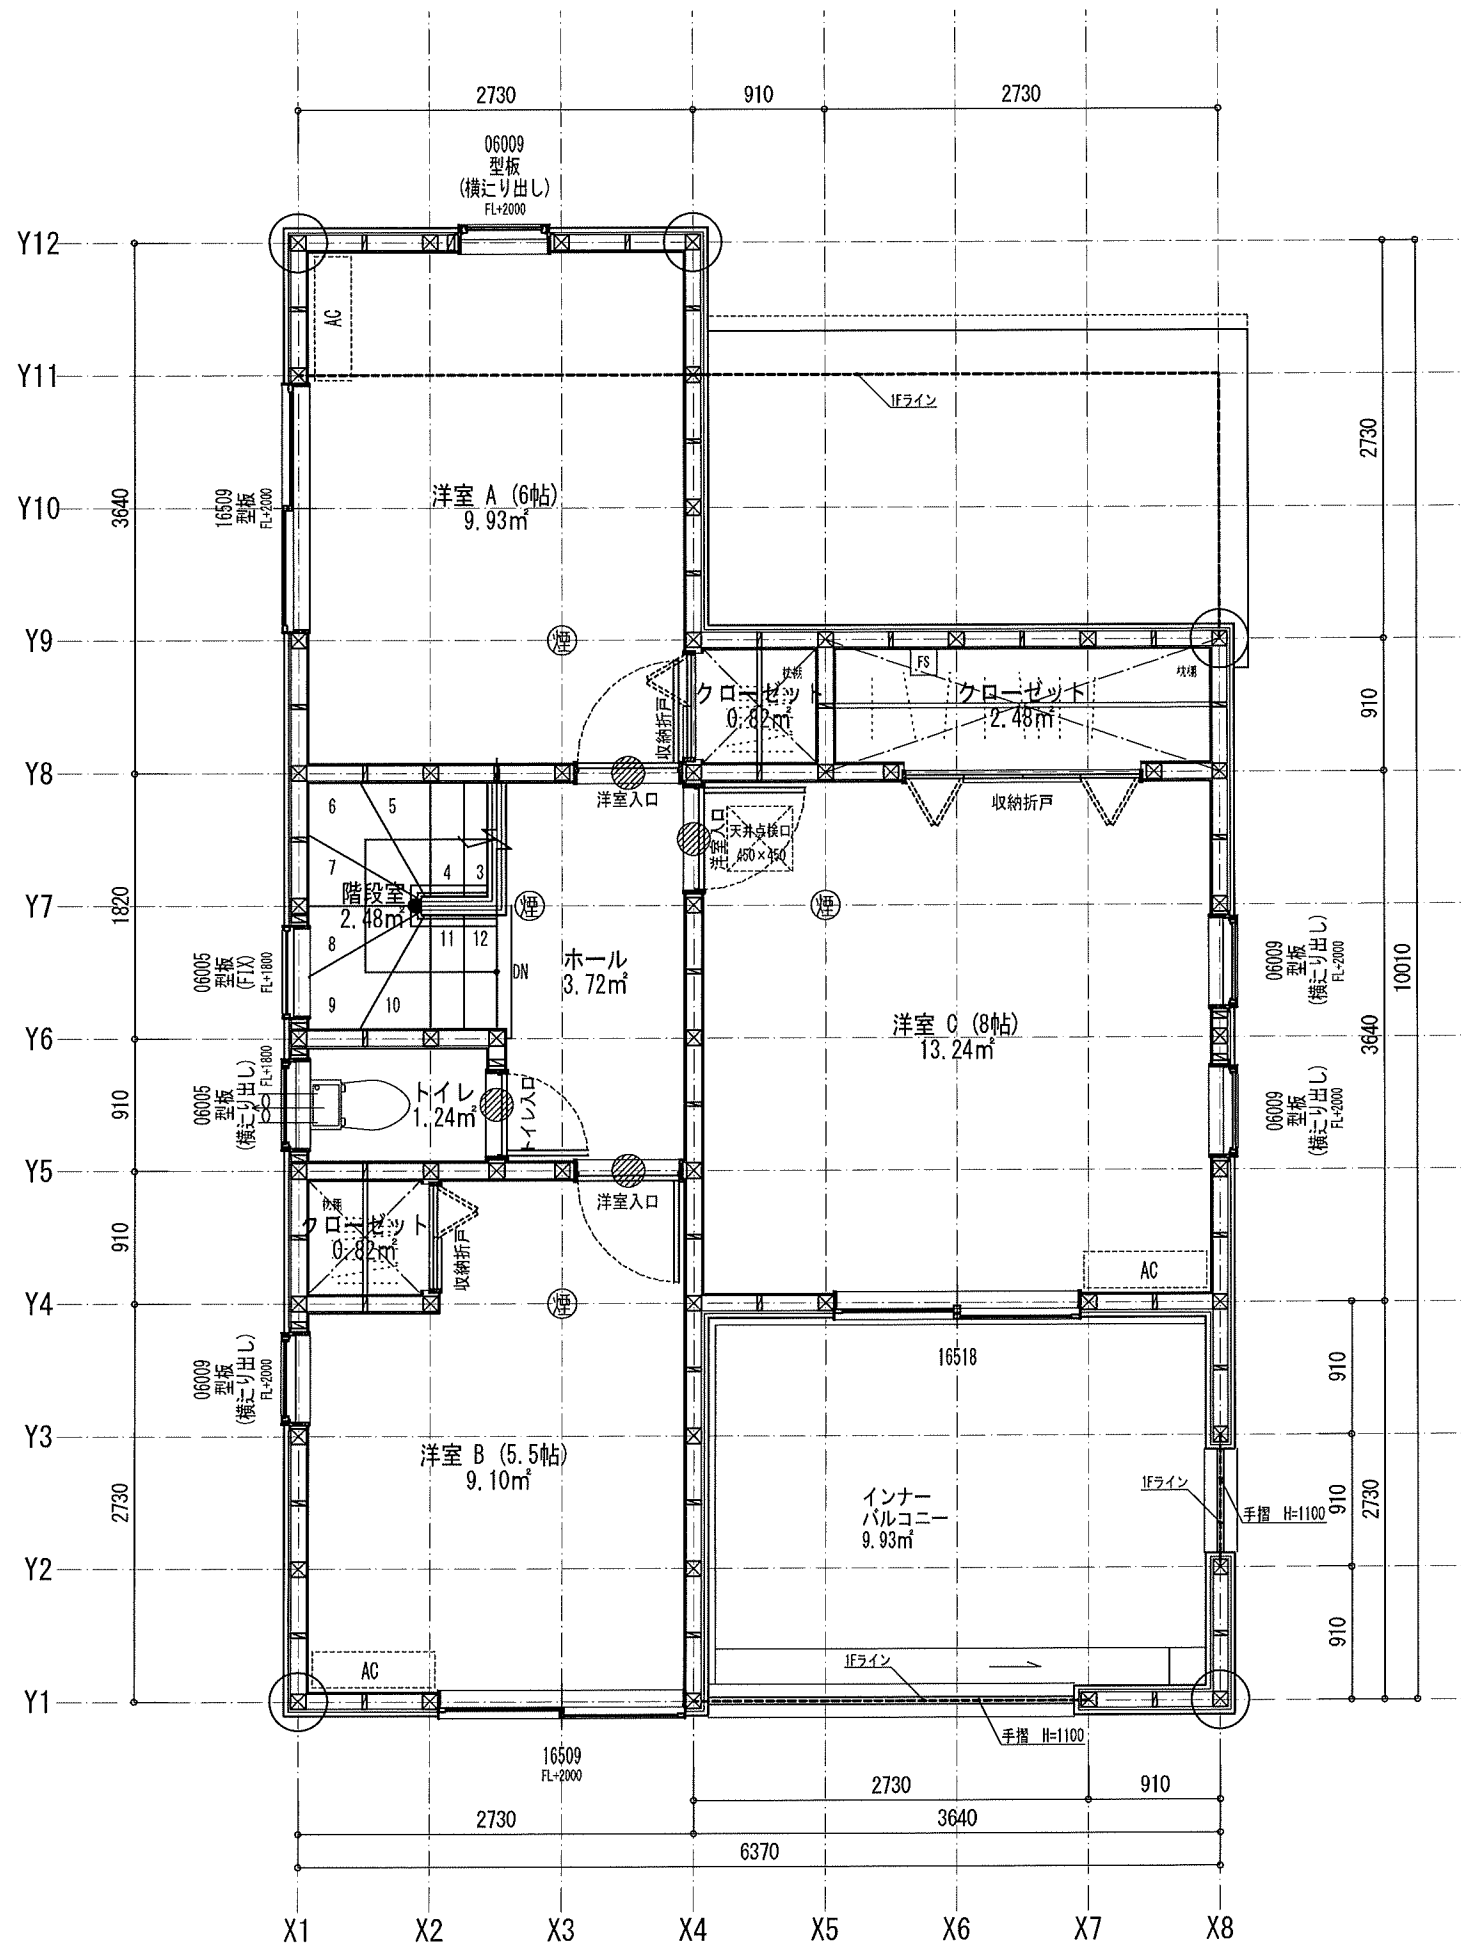 2730
910
2730
06009
型板
(横辷り出し)
FL+2000
Y12
AC
Y11
1Fライン
2730
16509
型板
FL+2000
3640
Y10
洋室 A (6帖)
9.93㎡
Y9
煙
FS
枕棚
枕棚
クローゼット
0.82㎡
クローゼット
2.48㎡
910
収納折戸
Y8
洋室入口
収納折戸
6
5
洋室入口
天井点検口
450×450
7
4
3
階段室
2.48㎡
Y7
1820
煙
煙
8
11
12
06005
型板
(FIX)
FL+1800
DN
ホール
3.72㎡
06009
型板
(横辷り出し)
FL+2000
10010
9
10
Y6
洋室 C (8帖)
13.24㎡
3640
06005
型板
(横辷り出し)
FL+1800
910
トイレ
1.24㎡
トイレ入口
06009
型板
(横辷り出し)
FL+2000
Y5
洋室入口
枕棚
クローゼット
0.82㎡
収納折戸
910
AC
Y4
煙
06009
型板
(横辷り出し)
FL+2000
16518
910
Y3
洋室 B (5.5帖)
9.10㎡
2730
インナー
バルコニー
9.93㎡
1Fライン
手摺 H=1100
910
2730
Y2
910
AC
1Fライン
Y1
手摺 H=1100
16509
FL+2000
2730
910
2730
3640
6370
X1
X2
X3
X4
X5
X6
X7
X8